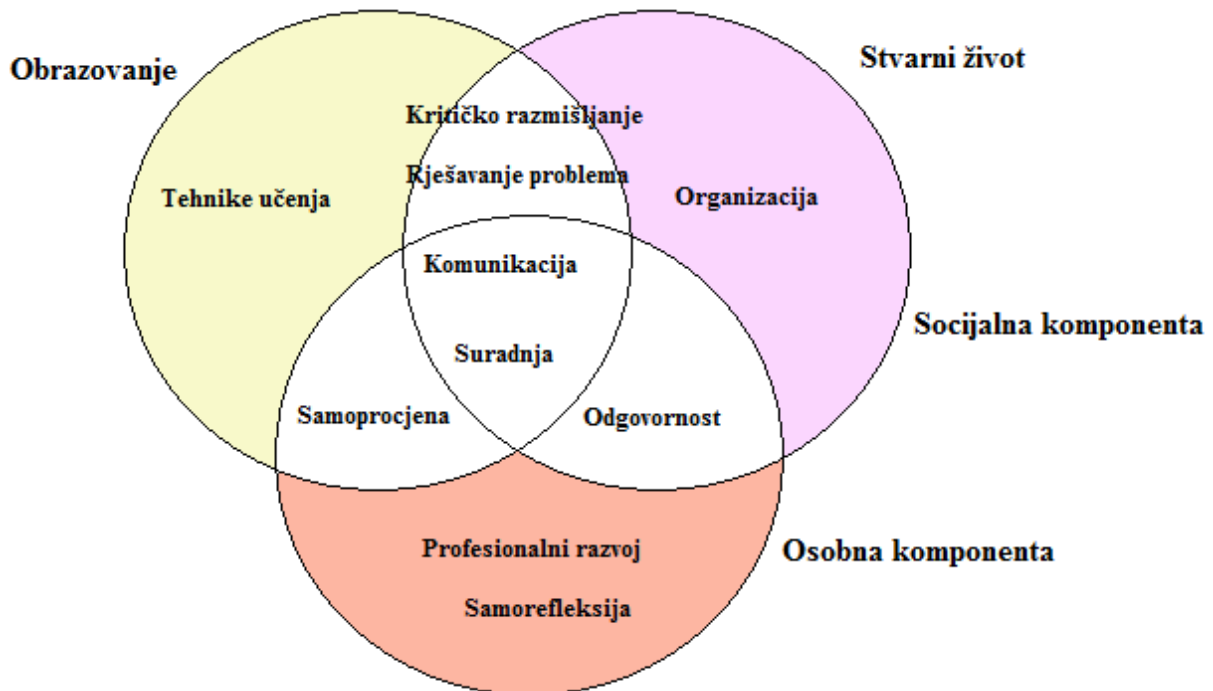 Obrazovanje
Stvarni život
Kritičko razmišljanje
Rješavanje problema
Tehnike učenja
Organizacija
Komunikacija
Socijalna komponenta
Suradnja
Samoprocjena
Odgovornost
Profesionalni razvoj
Osobna komponenta
Samorefleksija